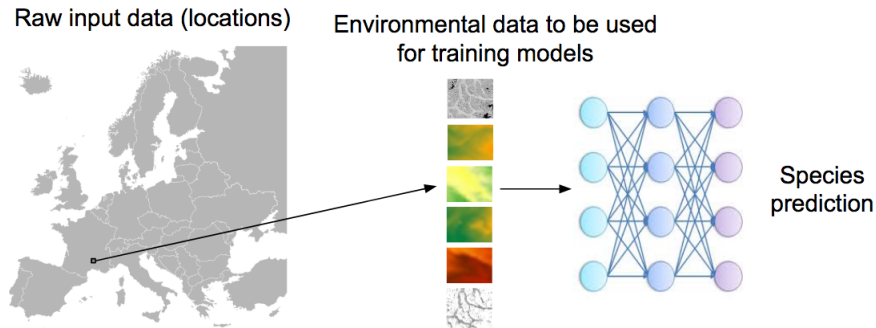 Raw input data (locations)
Environmental data to be used
for training models
Species
prediction